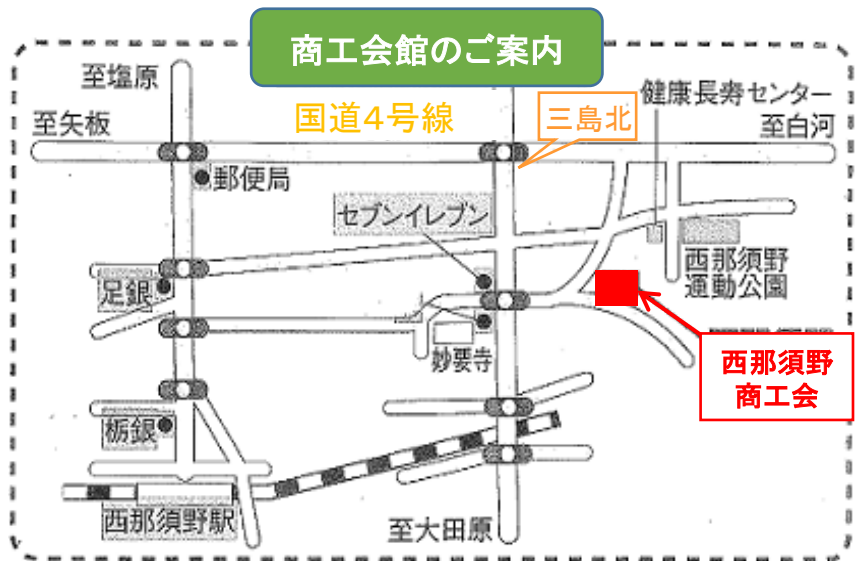 商工会館のご案内
至塩原
国道4号線
三島北
健康長寿センター
至矢板
至白河
郵便局
セブンイレブン
西那須野
運動公園
足銀
妙要寺
西那須野
商工会
栃銀
西那須野駅
至大田原